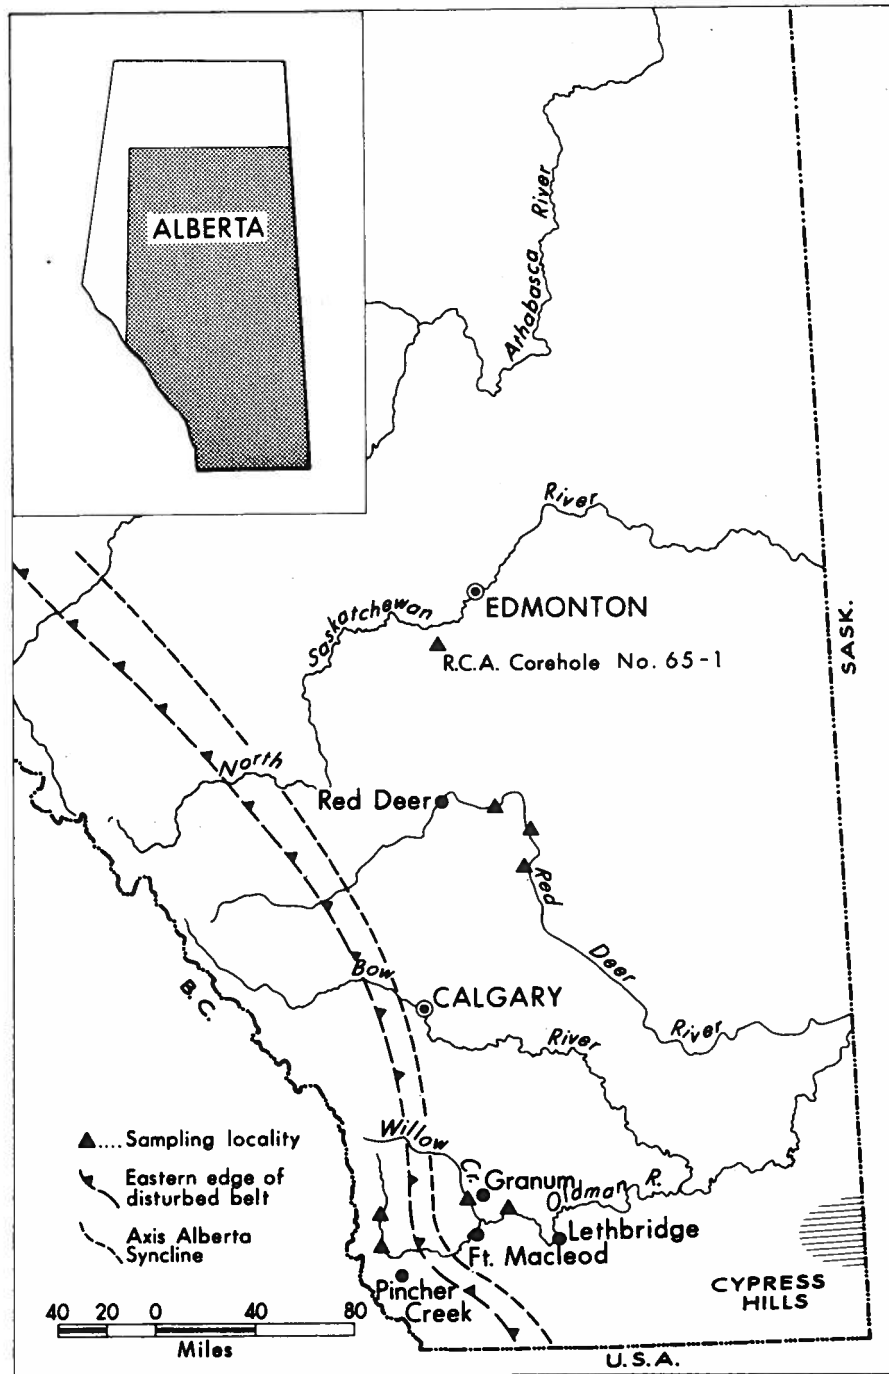 ALBERTA
Athabasca River
River
Saskatchewan
EDMONTON
R.C.A. Corehole No. 65-1
SASK.
North
Red Deer
Red
Deer
River
Bow
CALGARY
River
B.C.
Willow
Cr.
Granum
Oldman R.
Lethbridge
Ft. Macleod
Pincher
Creek
CYPRESS
HILLS
U.S.A.
.... Sampling locality
Eastern edge of
disturbed belt
Axis Alberta
Syncline
40 20 0 40 80
Miles